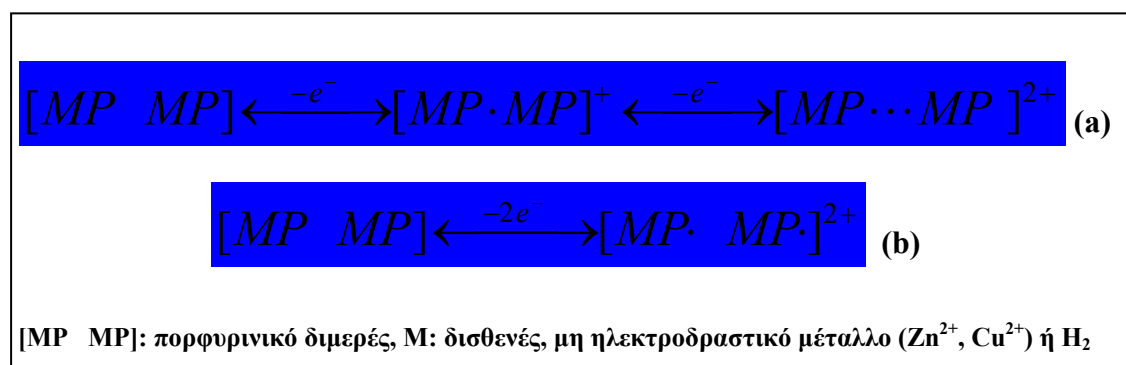 [MP MP] ←−e⁻→ [MP·MP]⁺ ←−e⁻→ [MP···MP ]²⁺ (a)
[MP MP] ←−2e⁻→ [MP· MP·]²⁺ (b)
[MP MP]: πορφυρινικό διμερές, M: δισθενές, μη ηλεκτροδραστικό μέταλλο (Zn²⁺, Cu²⁺) ή H₂